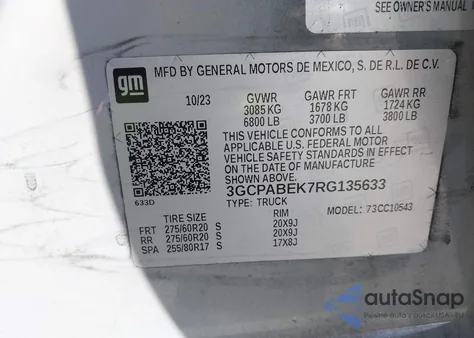 SEE OWNER'S MANUAL
gm
MFD BY GENERAL MOTORS DE MEXICO, S. DE R.L. DE C.V.
10/23 GVWR GAWR FRT GAWR RR
3085 KG 1678 KG 1724 KG
6800 LB 3700 LB 3800 LB
THIS VEHICLE CONFORMS TO ALL
APPLICABLE U.S. FEDERAL MOTOR
VEHICLE SAFETY STANDARDS IN EFFECT
ON THE DATE OF MANUFACTURE
SHOWN ABOVE.
633D 3GCPABEK7RG135633
TYPE: TRUCK MODEL: 73CC10543
TIRE SIZE RIM
FRT 275/60R20 S 20X9J
RR 275/60R20 S 20X9J
SPA 255/80R17 S 17X8J
autoSnap